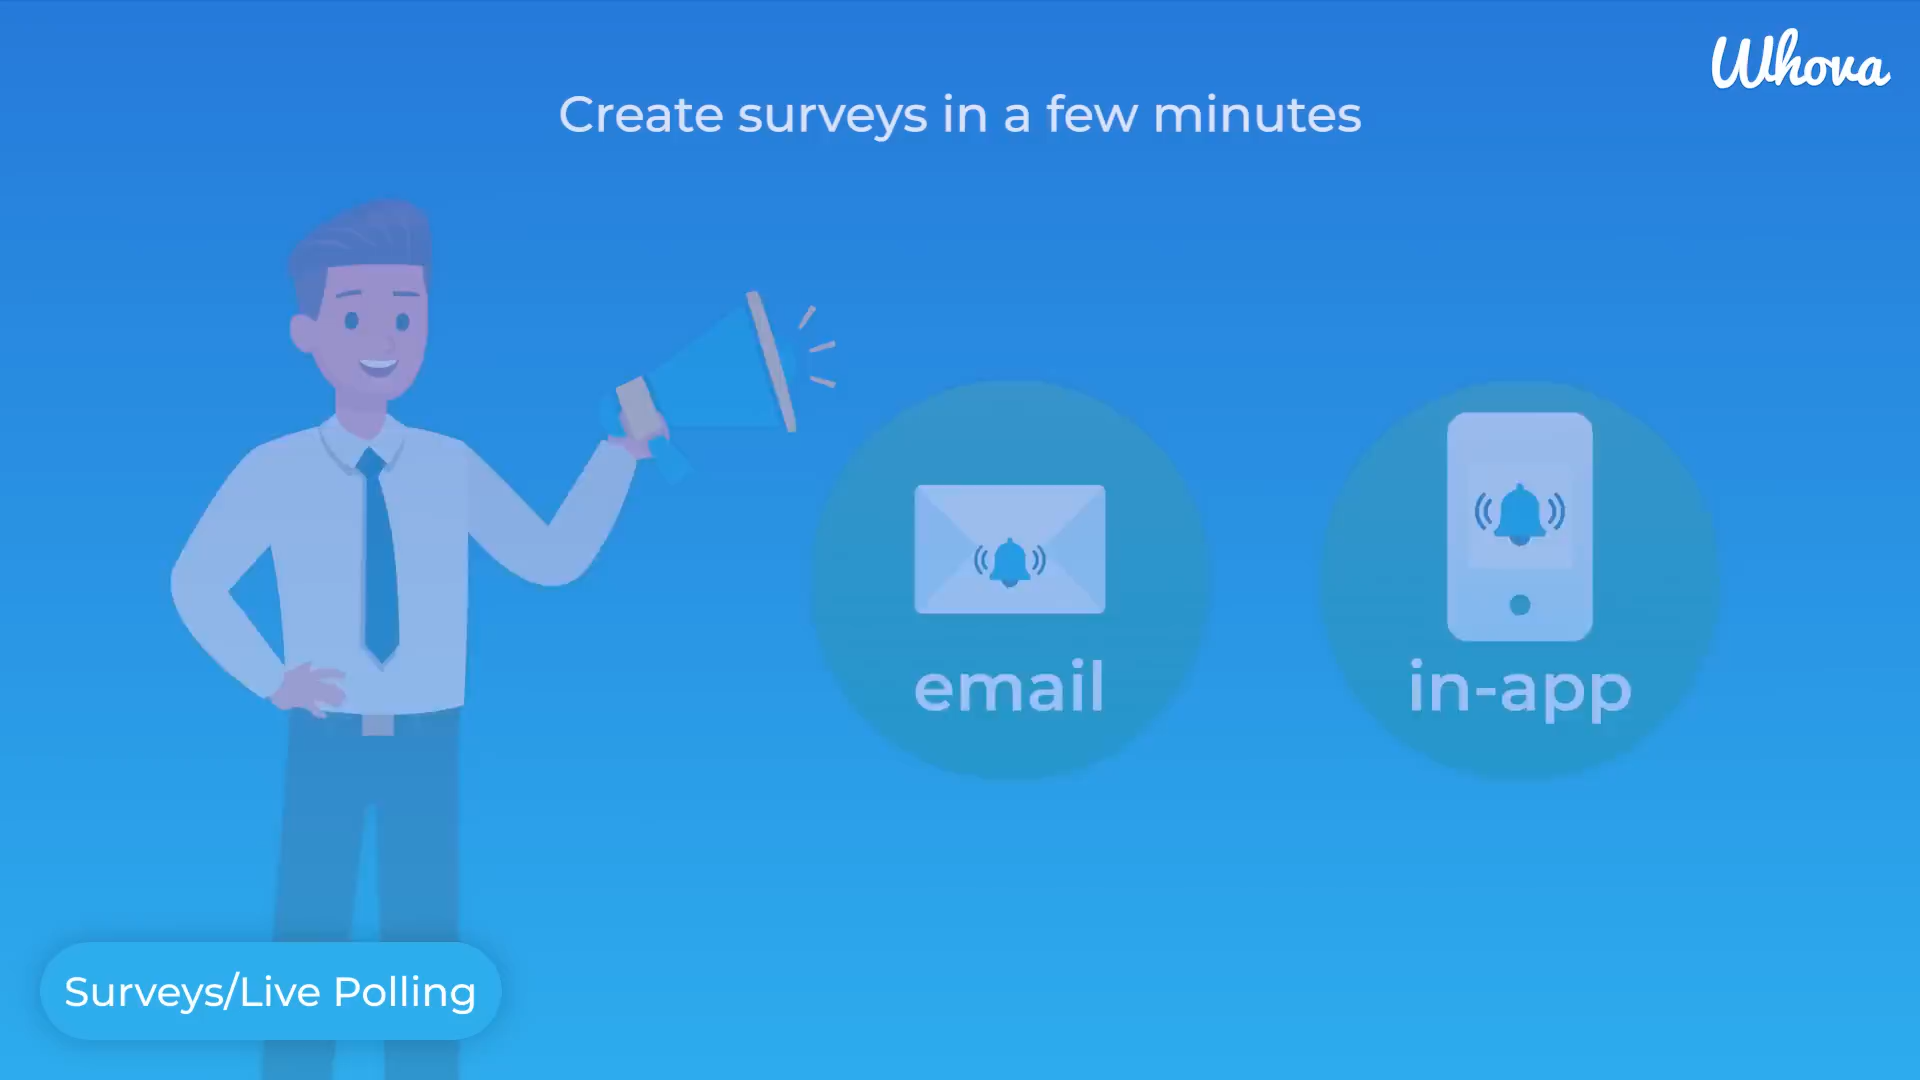 Whova
Create surveys in a few minutes
email
in-app
Surveys/Live Polling